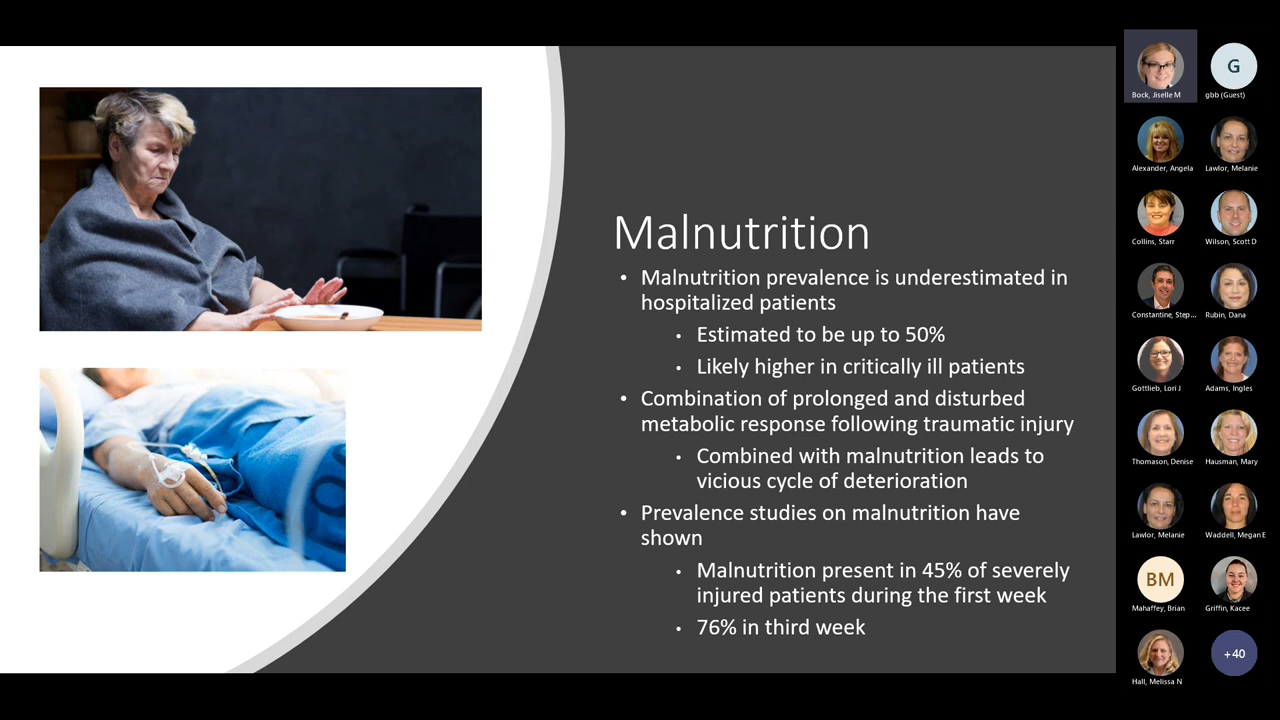 Malnutrition
• Malnutrition prevalence is underestimated in
hospitalized patients
• Estimated to be up to 50%
• Likely higher in critically ill patients
• Combination of prolonged and disturbed
metabolic response following traumatic injury
• Combined with malnutrition leads to
vicious cycle of deterioration
• Prevalence studies on malnutrition have
shown
• Malnutrition present in 45% of severely
injured patients during the first week
• 76% in third week
Bock, Jiselle M
G
gbb (Guest)
Alexander, Angela
Lawlor, Melanie
Collins, Starr
Wilson, Scott D
Constantine, Step...
Rubin, Dana
Gottlieb, Lori J
Adams, Ingles
Thomason, Denise
Hausman, Mary
Lawlor, Melanie
Waddell, Megan E
BM
Mahaffey, Brian
Griffin, Kacee
Hall, Melissa N
+40